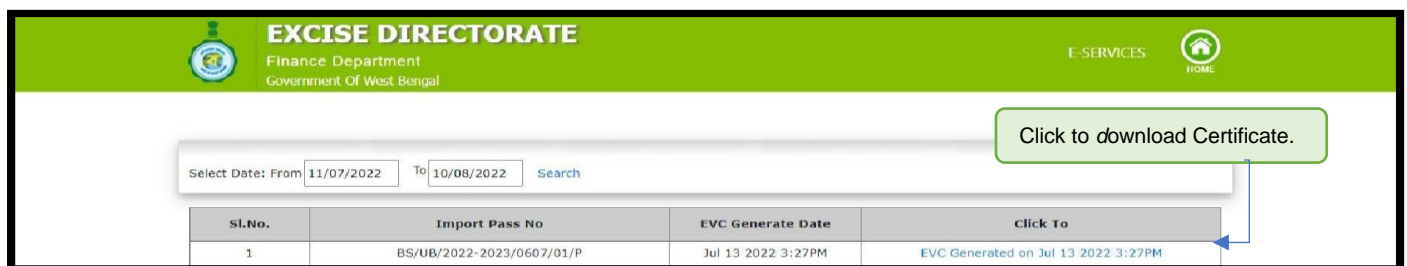 EXCISE DIRECTORATE
Finance Department
Government Of West Bengal
E-SERVICES
HOME
Click to download Certificate.
Select Date: From 11/07/2022 To 10/08/2022 Search
Sl.No. Import Pass No EVC Generate Date Click To
1 BS/UB/2022-2023/0607/01/P Jul 13 2022 3:27PM EVC Generated on Jul 13 2022 3:27PM